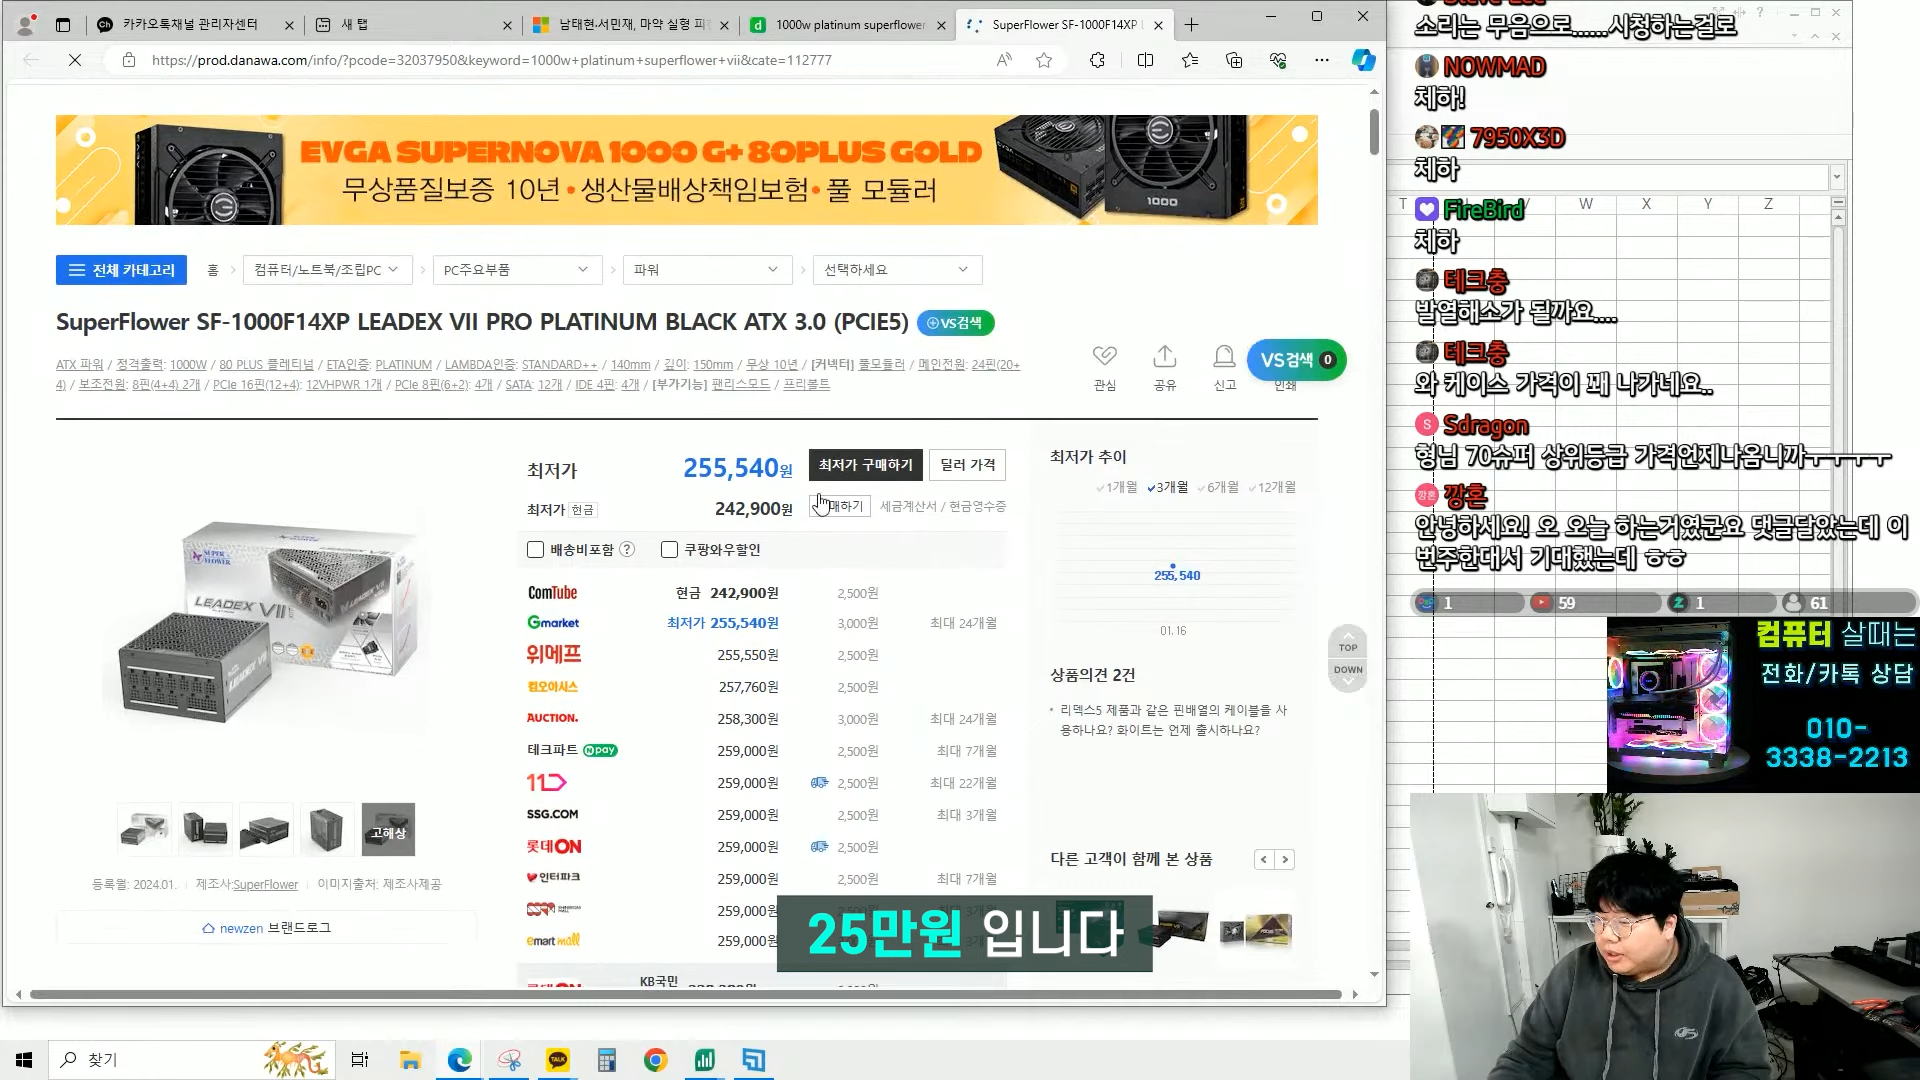 카카오톡채널 관리자센터
새 탭
남태현·서민재, 마약 실형 피
1000w platinum superflower
SuperFlower SF-1000F14XP L
https://prod.danawa.com/info/?pcode=32037950&keyword=1000w+platinum+superflower+vii&cate=112777
EVGA SUPERNOVA 1000 G+ 80PLUS GOLD
무상품질보증 10년 • 생산물배상책임보험 • 풀 모듈러
전체 카테고리
홈
컴퓨터/노트북/조립PC
PC주요부품
파워
선택하세요
SuperFlower SF-1000F14XP LEADEX VII PRO PLATINUM BLACK ATX 3.0 (PCIE5)
VS검색
ATX 파워 / 정격출력: 1000W / 80 PLUS 플래티넘 / ETA인증: PLATINUM / LAMBDA인증: STANDARD++ / 140mm / 깊이: 150mm / 무상 10년 / [커넥터] 풀모듈러 / 메인전원: 24핀(20+
4) / 보조전원: 8핀(4+4) 2개 / PCIe 16핀(12+4): 12VHPWR 1개 / PCIe 8핀(6+2): 4개 / SATA: 12개 / IDE 4핀: 4개 / [부가기능] 팬리스모드 / 프리볼트
관심
공유
신고
인쇄
VS검색 0
최저가
255,540원
최저가 구매하기
딜러 가격
최저가 현금
242,900원
매하기
세금계산서 / 현금영수증
배송비포함
쿠팡와우할인
ComTube 현금 242,900원 2,500원
Gmarket 최저가 255,540원 3,000원 최대 24개월
위메프 255,550원 2,500원
컴오아시스 257,760원 2,500원
AUCTION. 258,300원 3,000원 최대 24개월
테크파트 pay 259,000원 2,500원 최대 7개월
11 259,000원 2,500원 최대 22개월
SSG.COM 259,000원 2,500원 최대 3개월
롯데ON 259,000원 2,500원
인터파크 259,000원 2,500원 최대 7개월
259,000원
emart mall 259,000원
KB국민
최저가 추이
1개월 3개월 6개월 12개월
255,540
01.16
상품의견 2건
리덱스5 제품과 같은 핀배열의 케이블을 사
용하나요? 화이트는 언제 출시하나요?
다른 고객이 함께 본 상품
TOP
DOWN
SUPER FLOWER
LEADEX VII
고해상
등록월: 2024.01.
제조사:SuperFlower
이미지출처: 제조사제공
newzen 브랜드로그
25만원 입니다
찾기
TALK
T W X Y Z
소리는 무음으로......시청하는걸로
NOWMAD
체하!
7950X3D
체하
FireBird
체하
테크충
발열해소가 될까요....
테크충
와 케이스 가격이 꽤 나가네요..
Sdragon
형님 70슈퍼 상위등급 가격언제나옴니까ㅜㅜㅜㅜ
깡혼
안녕하세요! 오 오늘 하는거였군요 댓글달았는데 이
번주한대서 기대했는데 ㅎㅎ
1
59
1
61
컴퓨터 살때는
전화/카톡 상담
010-
3338-2213